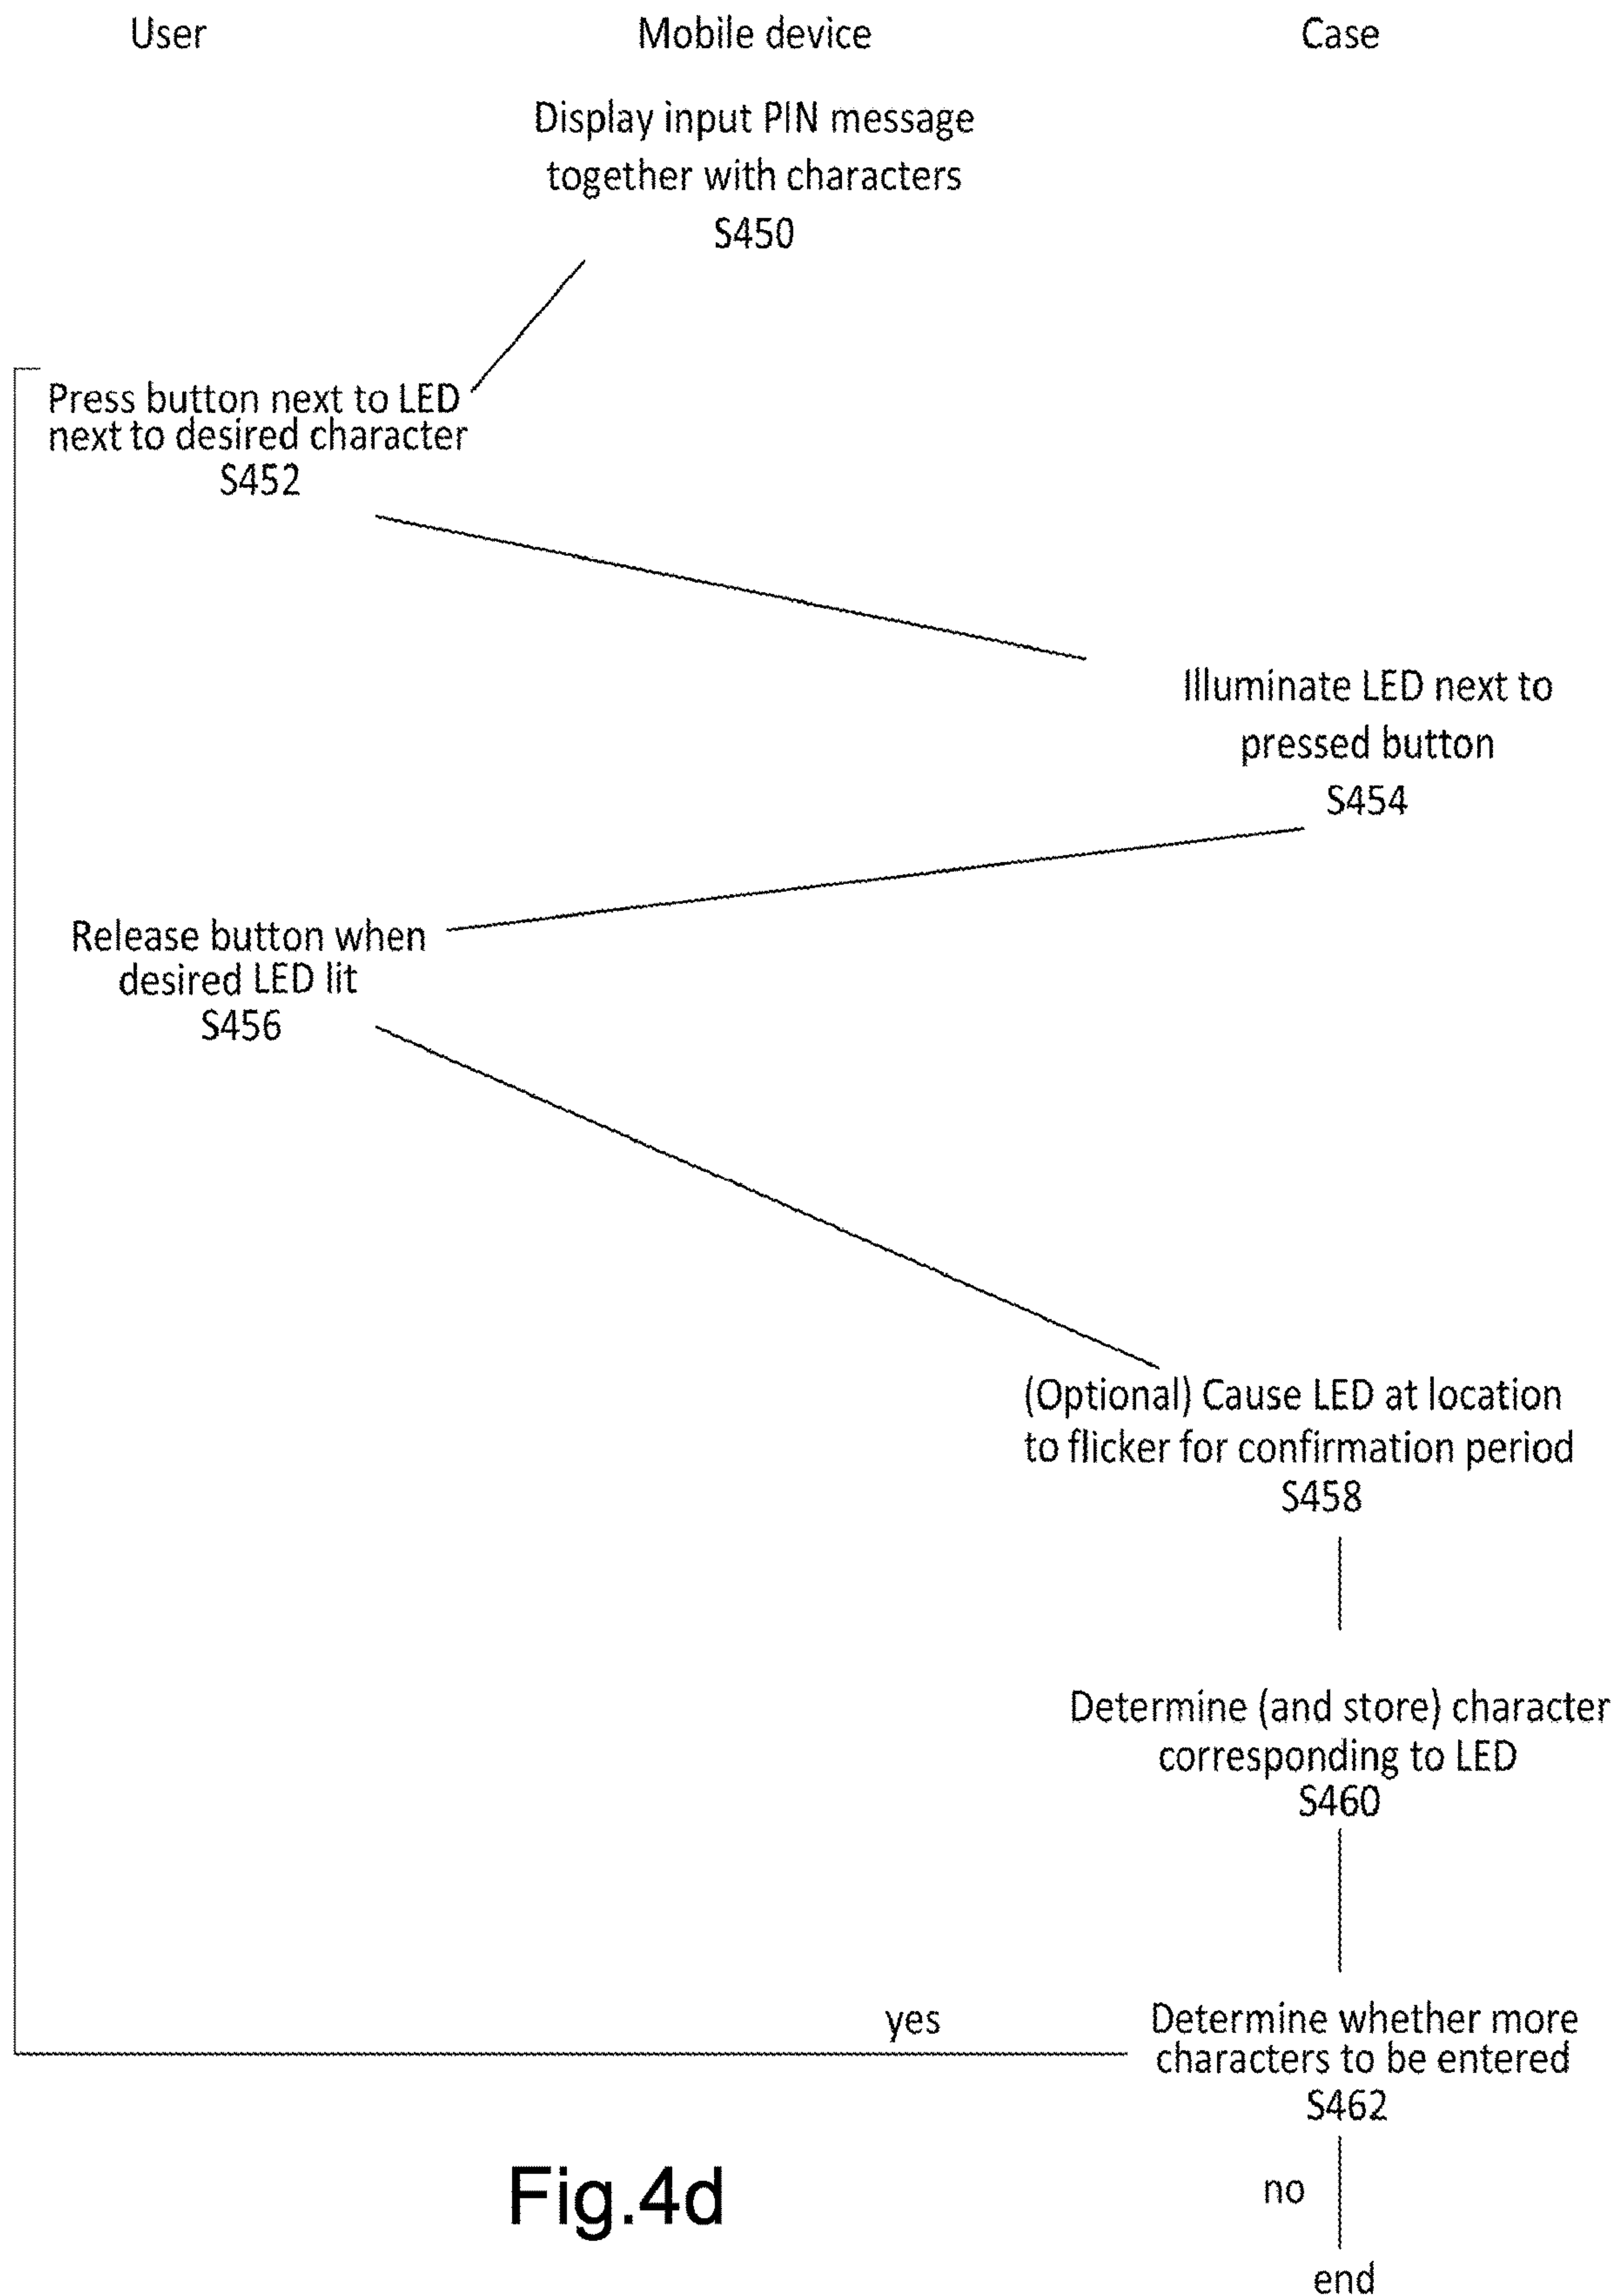 User Mobile device Case
Display input PIN message
together with characters
S450
Press button next to LED
next to desired character
S452
Illuminate LED next to
pressed button
S454
Release button when
desired LED lit
S456
(Optional) Cause LED at location
to flicker for confirmation period
S458
Determine (and store) character
corresponding to LED
S460
yes
Determine whether more
characters to be entered
S462
no
end
Fig.4d